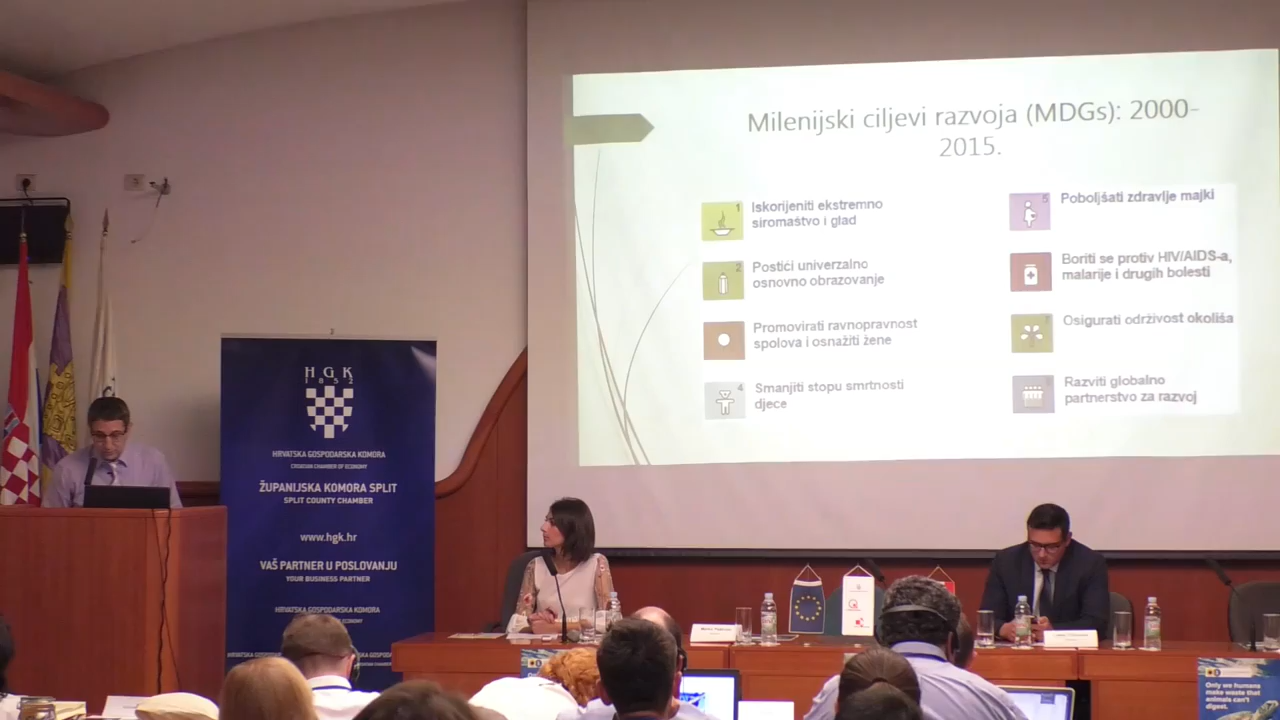 Milenijski ciljevi razvoja (MDGs): 2000-
2015.
1
Iskorijeniti ekstremno
siromaštvo i glad
2
Postići univerzalno
osnovno obrazovanje
Promovirati ravnopravnost
spolova i osnažiti žene
4
Smanjiti stopu smrtnosti
djece
5
Poboljšati zdravlje majki
Boriti se protiv HIV/AIDS-a,
malarije i drugih bolesti
Osigurati održivost okoliša
Razviti globalno
partnerstvo za razvoj
HGK
1852
HRVATSKA GOSPODARSKA KOMORA
CROATIAN CHAMBER OF ECONOMY
ŽUPANIJSKA KOMORA SPLIT
SPLIT COUNTY CHAMBER
www.hgk.hr
VAŠ PARTNER U POSLOVANJU
YOUR BUSINESS PARTNER
HRVATSKA GOSPODARSKA KOMORA
Only we humans
make waste that
animals can't
digest.